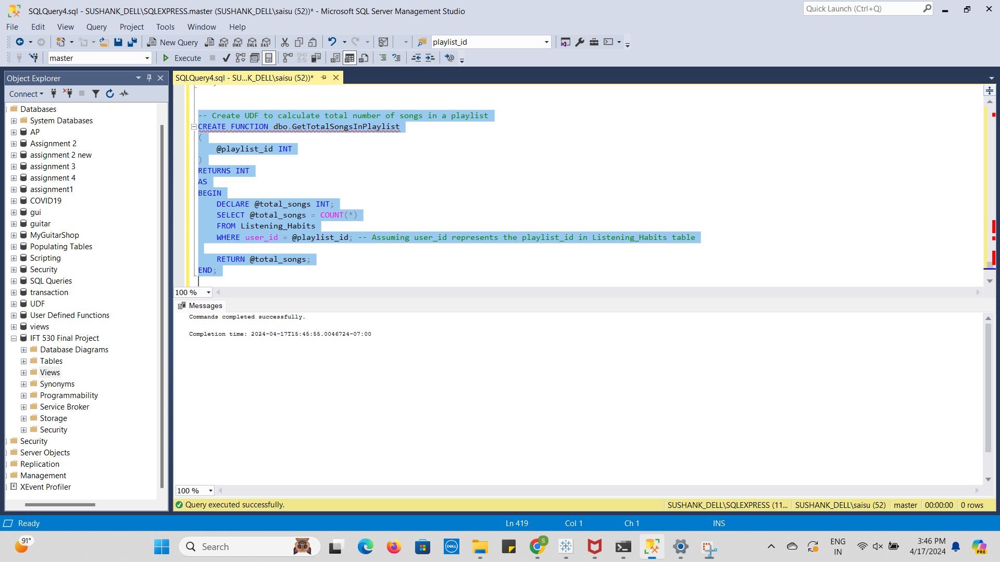 SQLQuery4.sql - SUSHANK_DELL\SQLEXPRESS.master (SUSHANK_DELL\saisu (52))* - Microsoft SQL Server Management Studio
Quick Launch (Ctrl+Q)
File Edit View Query Project Tools Window Help
New Query MDX DMX XMLA DAX playlist_id
master Execute
Object Explorer
SQLQuery4.sql - SU...K_DELL\saisu (52))*
Connect
Databases
System Databases
AP
Assignment 2
assignment 2 new
assignment 3
assignment 4
assignment1
COVID19
gui
guitar
MyGuitarShop
Populating Tables
Scripting
Security
SQL Queries
transaction
UDF
User Defined Functions
views
IFT 530 Final Project
Database Diagrams
Tables
Views
Synonyms
Programmability
Service Broker
Storage
Security
Security
Server Objects
Replication
Management
XEvent Profiler
-- Create UDF to calculate total number of songs in a playlist
CREATE FUNCTION dbo.GetTotalSongsInPlaylist
(
@playlist_id INT
)
RETURNS INT
AS
BEGIN
DECLARE @total_songs INT;
SELECT @total_songs = COUNT(*)
FROM Listening_Habits
WHERE user_id = @playlist_id; -- Assuming user_id represents the playlist_id in Listening_Habits table
RETURN @total_songs;
END;
100 %
Messages
Commands completed successfully.
Completion time: 2024-04-17T15:45:55.0046724-07:00
100 %
Query executed successfully. SUSHANK_DELL\SQLEXPRESS (11... SUSHANK_DELL\saisu (52) master 00:00:00 0 rows
Ready Ln 419 Col 1 Ch 1 INS
91°
Search
DELL
S
ENG
IN
3:46 PM
4/17/2024
PRE